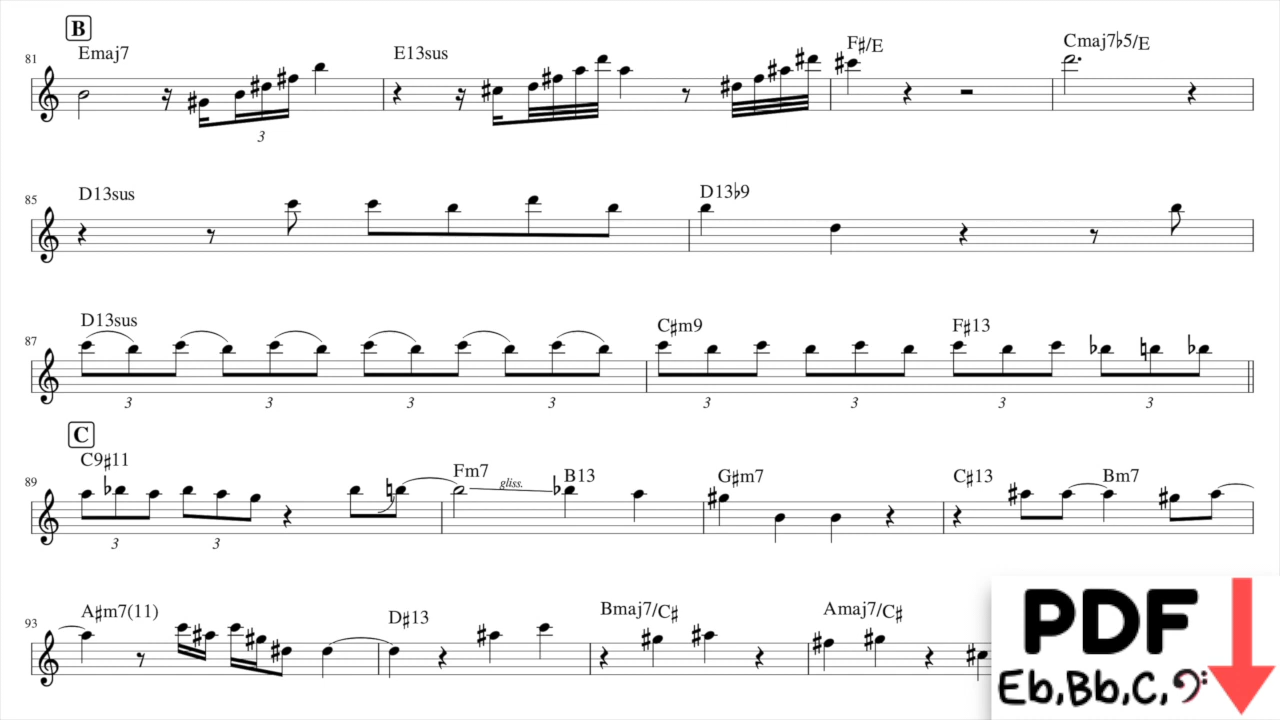 B
Emaj7 E13sus F♯/E Cmaj7♭5/E
81
3
D13sus D13♭9
85
D13sus C♯m9 F♯13
87
3 3 3 3 3 3 3 3
C
C9♯11 Fm7 gliss. B13 G♯m7 C♯13 Bm7
89
3 3
A♯m7(11) D♯13 Bmaj7/C♯ Amaj7/C♯
93
PDF
Eb,Bb,C,𝄢